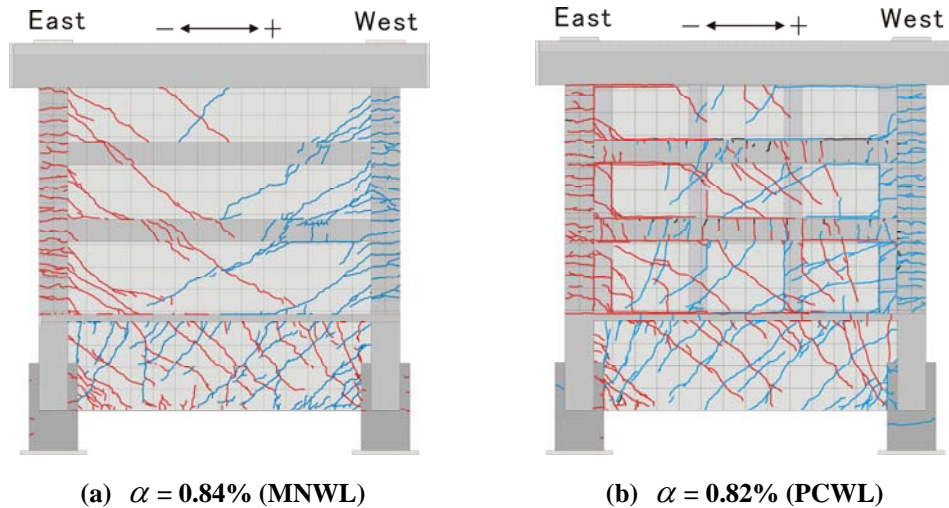 East − + West
East − + West
(a) α = 0.84% (MNWL)
(b) α = 0.82% (PCWL)